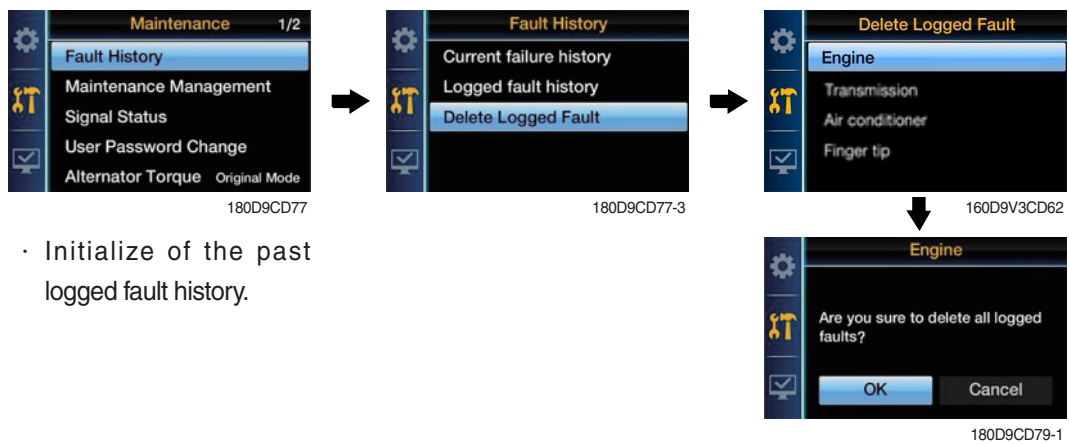 Maintenance 1/2
Fault History
Maintenance Management
Signal Status
User Password Change
Alternator Torque Original Mode
180D9CD77
· Initialize of the past
logged fault history.
Fault History
Current failure history
Logged fault history
Delete Logged Fault
180D9CD77-3
Delete Logged Fault
Engine
Transmission
Air conditioner
Finger tip
160D9V3CD62
Engine
Are you sure to delete all logged
faults?
OK Cancel
180D9CD79-1